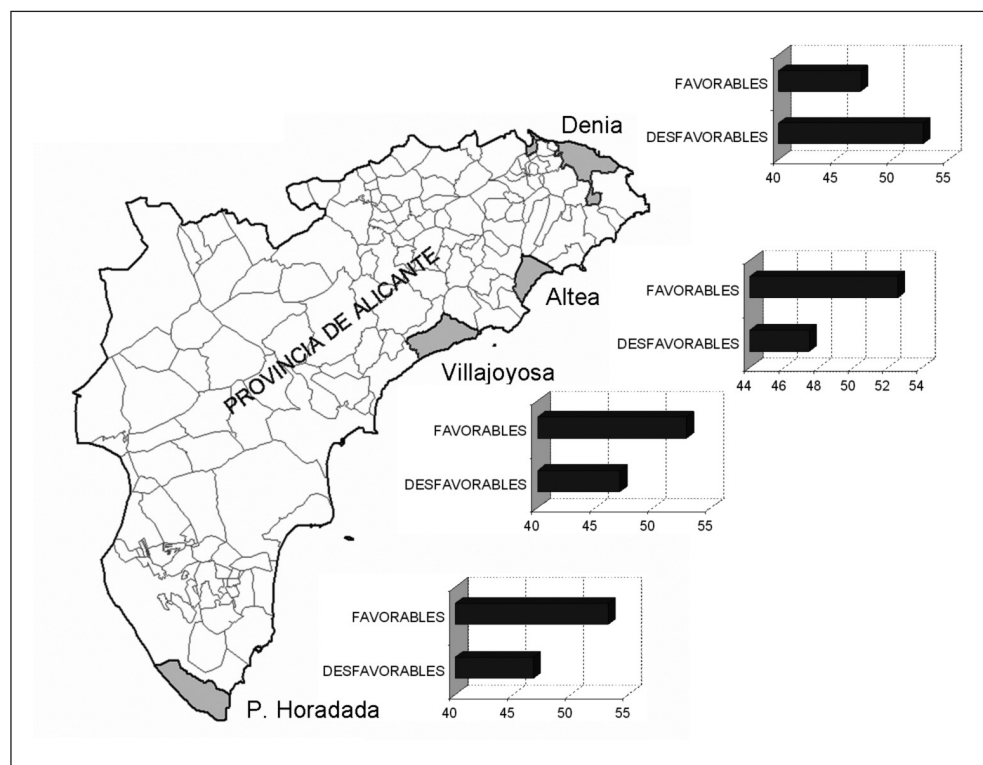 FAVORABLES
DESFAVORABLES
40 45 50 55
Denia
FAVORABLES
DESFAVORABLES
44 46 48 50 52 54
Altea
PROVINCIA DE ALICANTE
Villajoyosa
FAVORABLES
DESFAVORABLES
40 45 50 55
FAVORABLES
DESFAVORABLES
40 45 50 55
P. Horadada